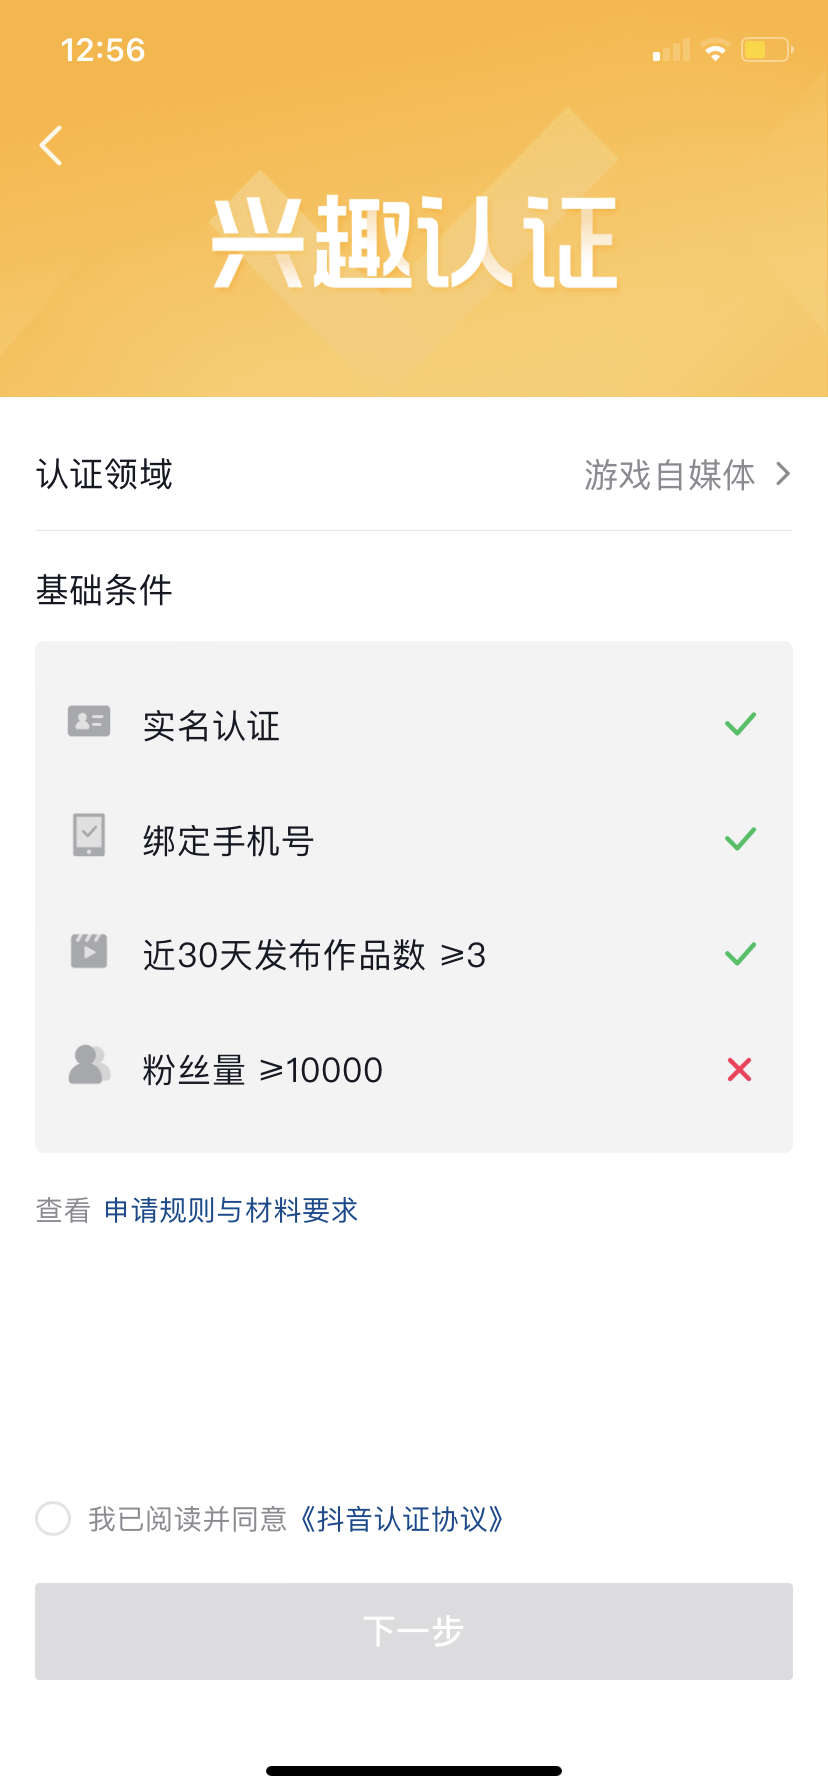 12:56
兴趣认证
认证领域 游戏自媒体
基础条件
实名认证
绑定手机号
近30天发布作品数 ⩾3
粉丝量 ⩾10000
查看 申请规则与材料要求
我已阅读并同意《抖音认证协议》
下一步